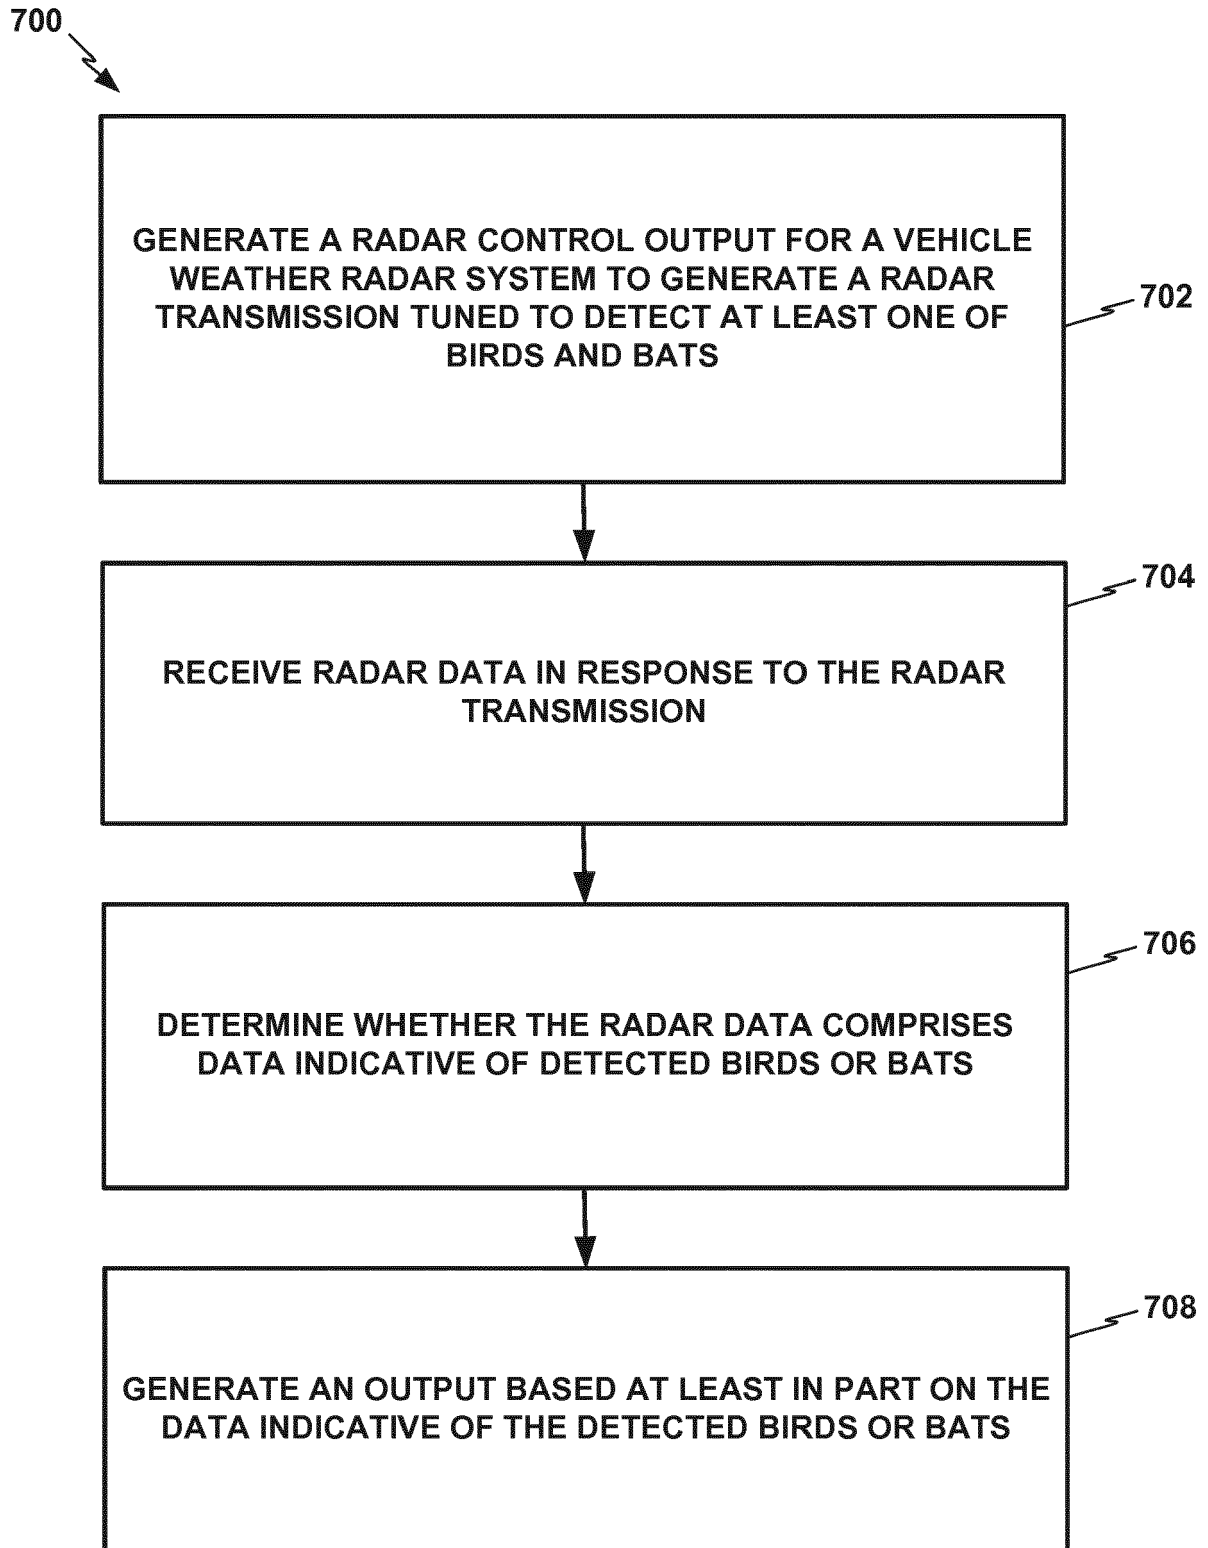 700
GENERATE A RADAR CONTROL OUTPUT FOR A VEHICLE
WEATHER RADAR SYSTEM TO GENERATE A RADAR
TRANSMISSION TUNED TO DETECT AT LEAST ONE OF
BIRDS AND BATS
702
704
RECEIVE RADAR DATA IN RESPONSE TO THE RADAR
TRANSMISSION
706
DETERMINE WHETHER THE RADAR DATA COMPRISES
DATA INDICATIVE OF DETECTED BIRDS OR BATS
708
GENERATE AN OUTPUT BASED AT LEAST IN PART ON THE
DATA INDICATIVE OF THE DETECTED BIRDS OR BATS